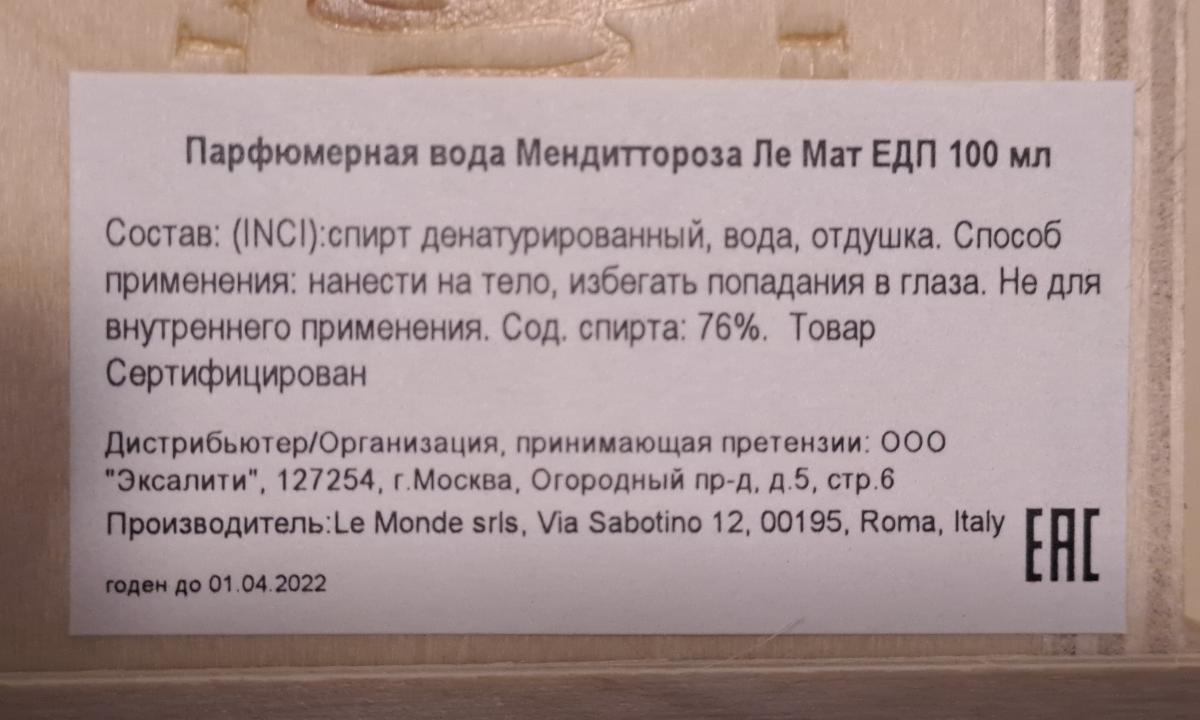 Парфюмерная вода Мендиттороза Ле Мат ЕДП 100 мл
Состав: (INCI):спирт денатурированный, вода, отдушка. Способ
применения: нанести на тело, избегать попадания в глаза. Не для
внутреннего применения. Сод. спирта: 76%.  Товар
Сертифицирован
Дистрибьютер/Организация, принимающая претензии: ООО
"Эксалити", 127254, г.Москва, Огородный пр-д, д.5, стр.6
Производитель:Le Monde srls, Via Sabotino 12, 00195, Roma, Italy
EAC
годен до 01.04.2022